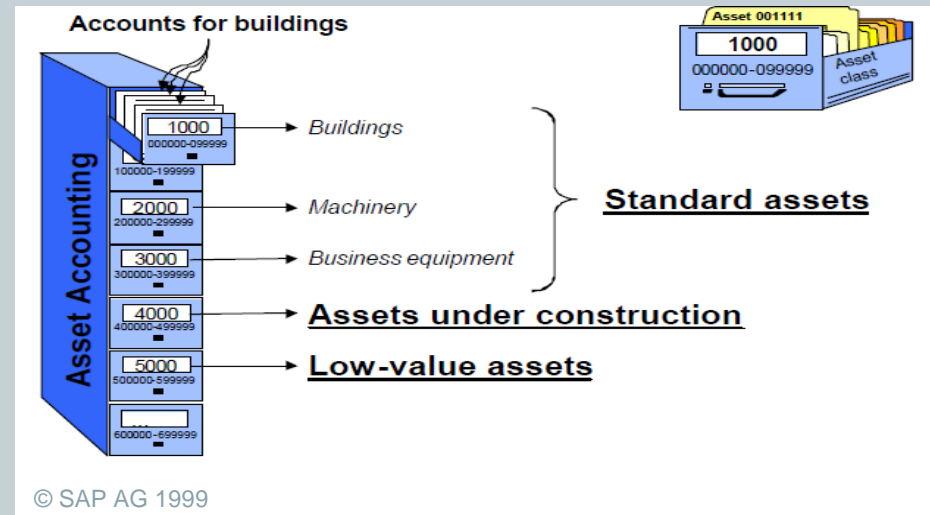 Accounts for buildings
Asset 001111
1000
000000-099999
Asset
class
Asset Accounting
1000
000000-099999
Buildings
100000-199999
2000
200000-299999
Machinery
Standard assets
3000
300000-399999
Business equipment
4000
400000-499999
Assets under construction
5000
500000-599999
Low-value assets
...
600000-699999
© SAP AG 1999